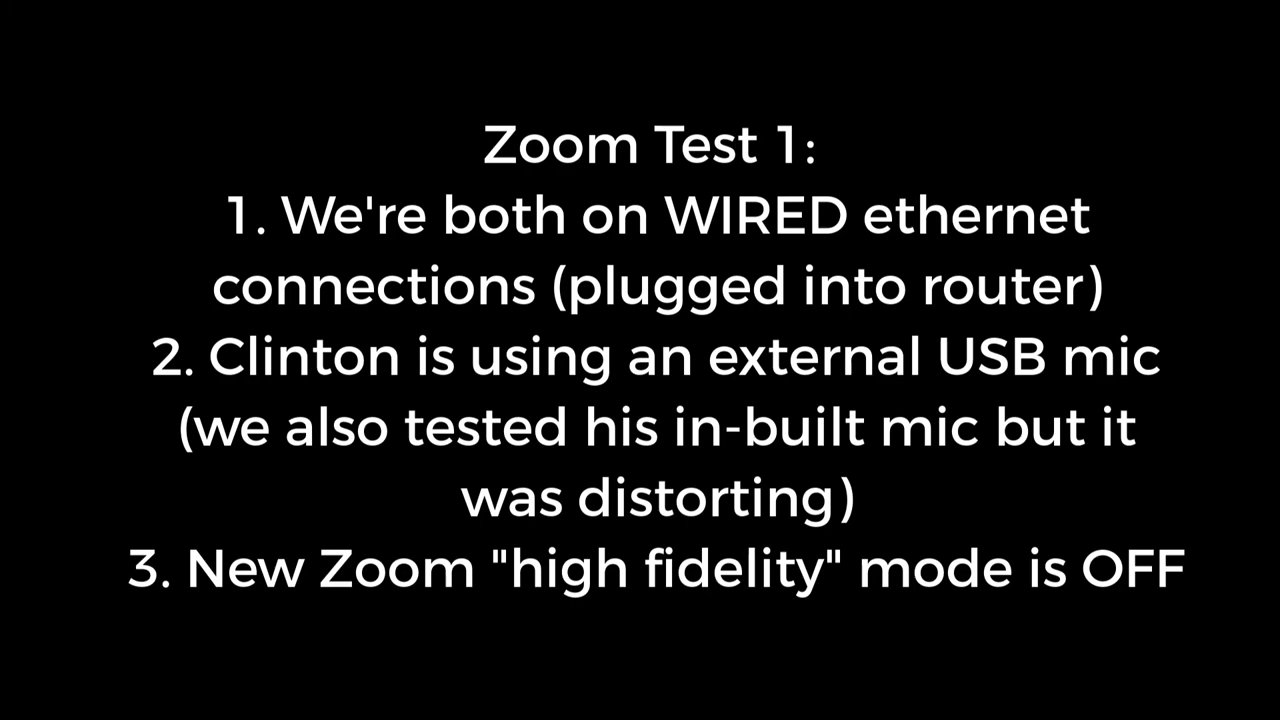 Zoom Test 1:
1. We're both on WIRED ethernet
connections (plugged into router)
2. Clinton is using an external USB mic
(we also tested his in-built mic but it
was distorting)
3. New Zoom "high fidelity" mode is OFF